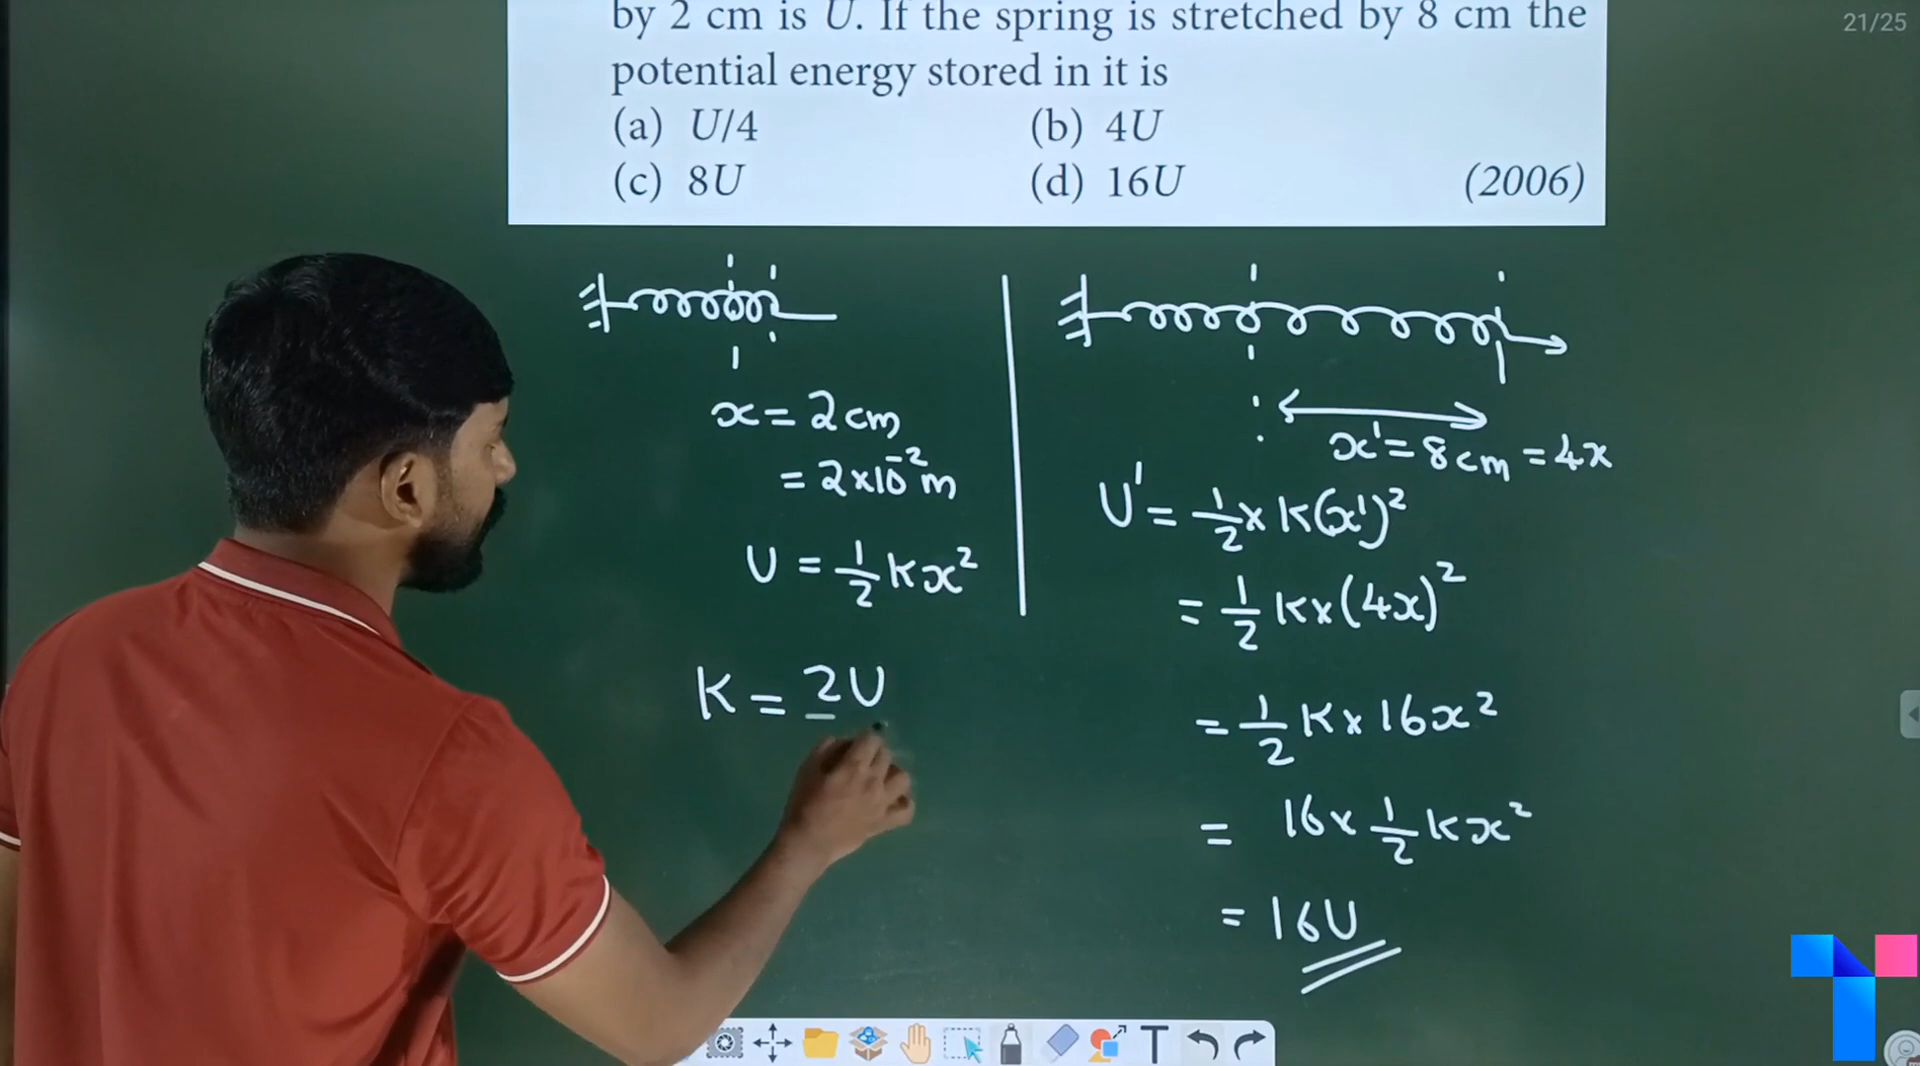 21/25
by 2 cm is U. If the spring is stretched by 8 cm the
potential energy stored in it is
(a) U/4
(b) 4U
(c) 8U
(d) 16U
(2006)
x = 2 cm
= 2×10⁻² m
U = 1/2 Kx²
K = 2U
x' = 8 cm = 4x
U' = 1/2 × K(x')²
= 1/2 K×(4x)²
= 1/2 K × 16x²
= 16 × 1/2 Kx²
= 16U
T